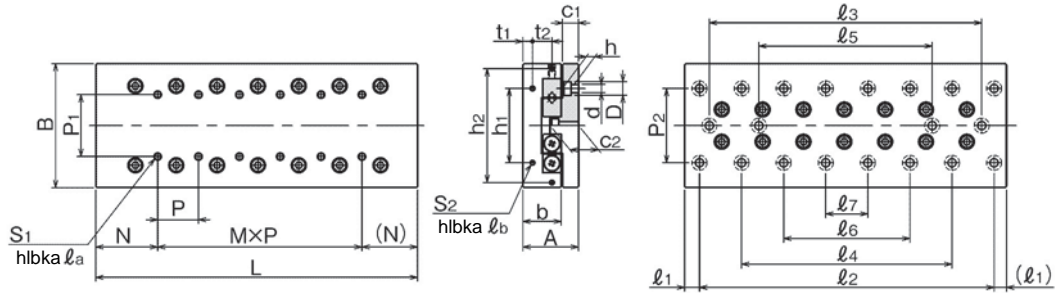 B
P1
S1
hlbka ℓa
P
N
M×P
(N)
L
t1
t2
c1
h
h2
h1
d
D
c2
S2
hlbka ℓb
b
A
ℓ3
ℓ5
P2
ℓ7
ℓ6
ℓ4
ℓ1
ℓ2
(ℓ1)